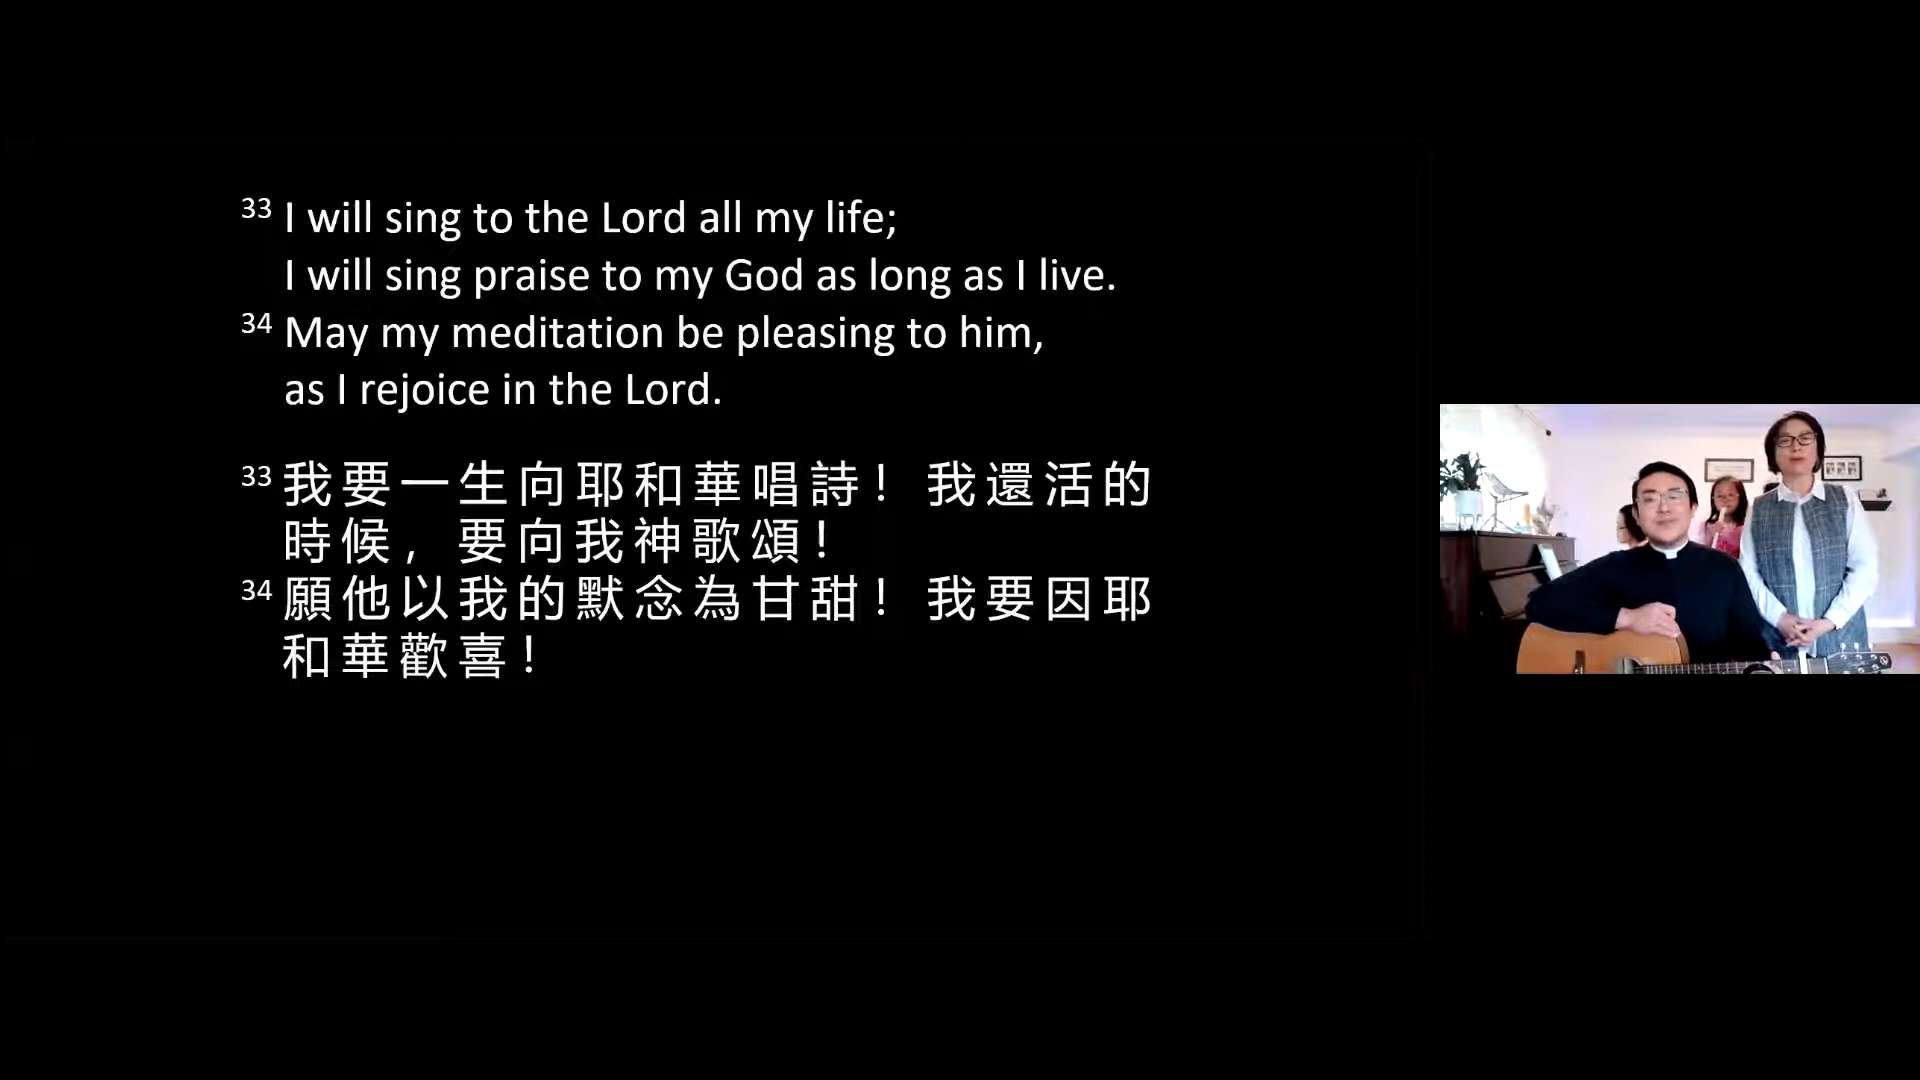 33 I will sing to the Lord all my life;
I will sing praise to my God as long as I live.
34 May my meditation be pleasing to him,
as I rejoice in the Lord.
33 我要一生向耶和華唱詩！我還活的
時候，要向我神歌頌！
34 願他以我的默念為甘甜！我要因耶
和華歡喜！